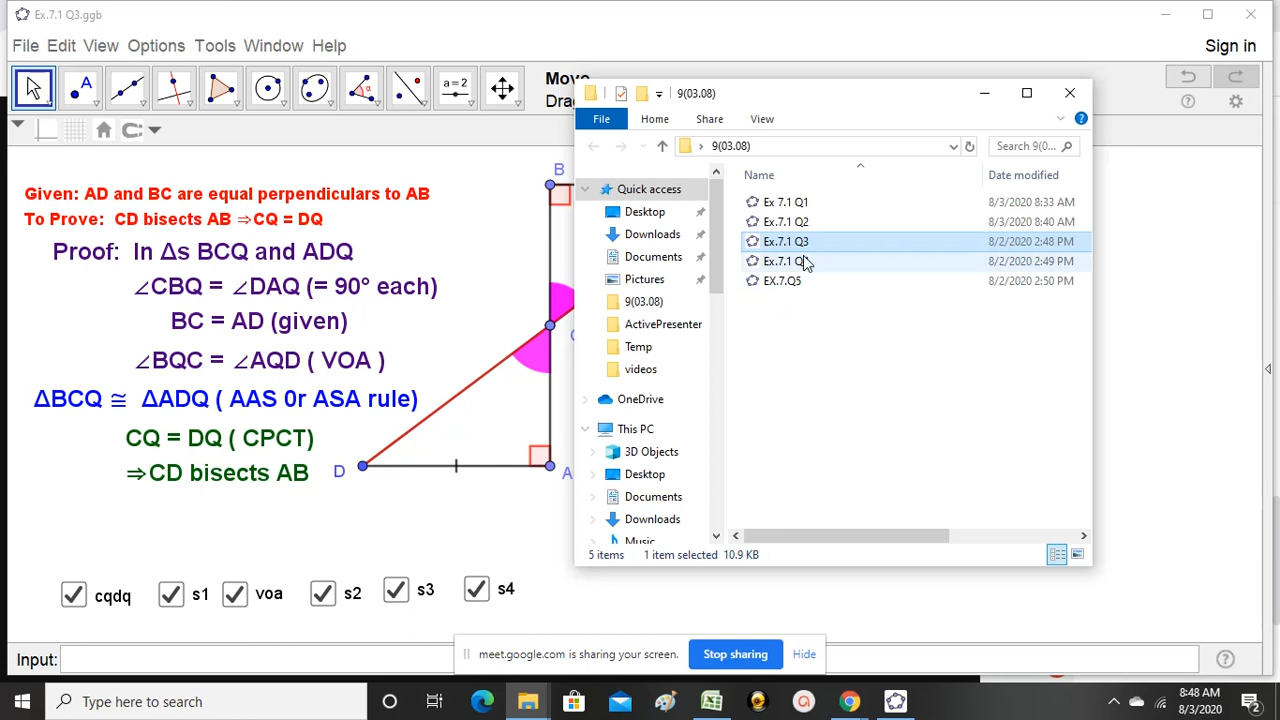 Ex.7.1 Q3.ggb
File Edit View Options Tools Window Help
Sign in
Move
Drag
a=2
Given: AD and BC are equal perpendiculars to AB
To Prove: CD bisects AB ⇒CQ = DQ
Proof: In Δs BCQ and ADQ
∠CBQ = ∠DAQ (= 90° each)
BC = AD (given)
∠BQC = ∠AQD ( VOA )
ΔBCQ ≅ ΔADQ ( AAS 0r ASA rule)
CQ = DQ ( CPCT)
⇒CD bisects AB
B
D
A
cqdq
s1
voa
s2
s3
s4
Input:
9(03.08)
File Home Share View
9(03.08)
Search 9(0...
Quick access
Desktop
Downloads
Documents
Pictures
9(03.08)
ActivePresenter
Temp
videos
OneDrive
This PC
3D Objects
Desktop
Documents
Downloads
Music
Name Date modified
Ex 7.1 Q1 8/3/2020 8:33 AM
Ex 7.1 Q2 8/3/2020 8:40 AM
Ex.7.1 Q3 8/2/2020 2:48 PM
Ex.7.1 8/2/2020 2:49 PM
EX.7.Q5 8/2/2020 2:50 PM
5 items 1 item selected 10.9 KB
meet.google.com is sharing your screen.
Stop sharing
Hide
Type here to search
8:48 AM
8/3/2020
2